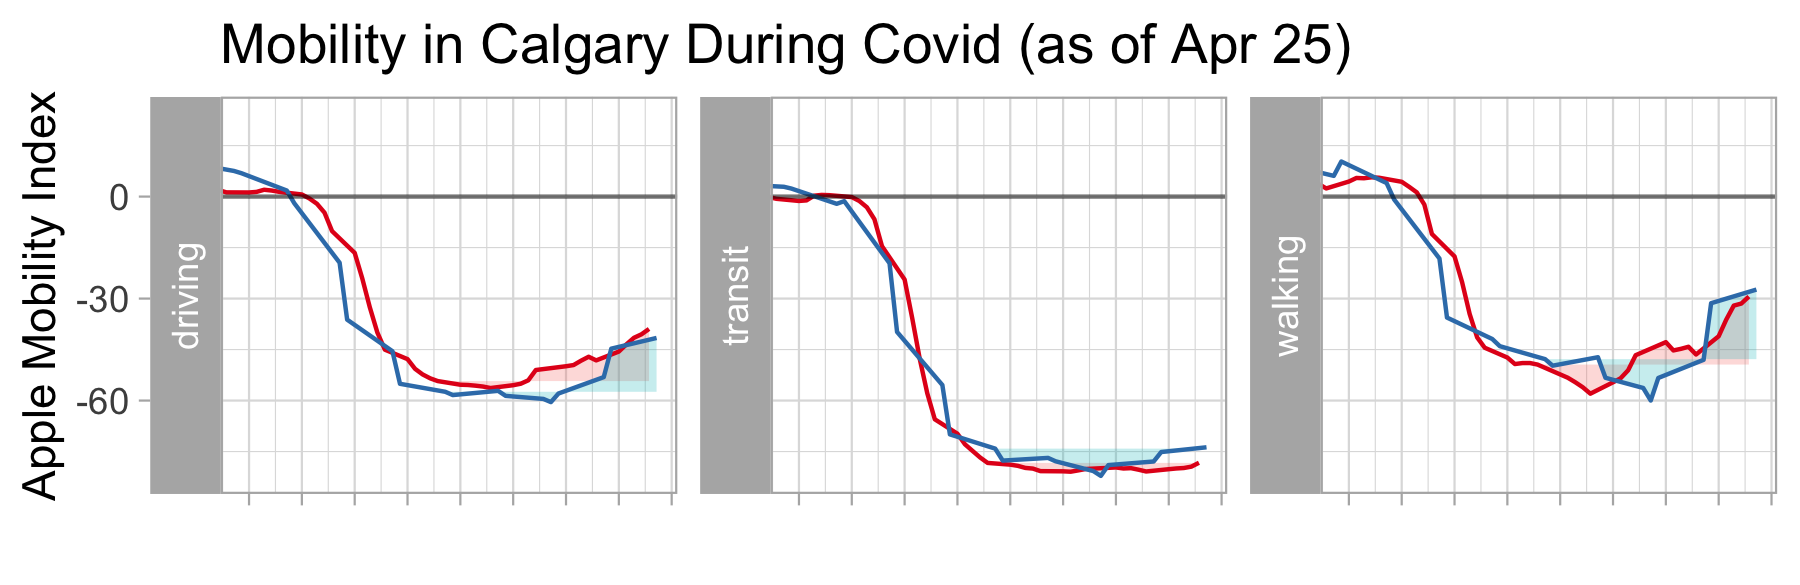 Mobility in Calgary During Covid (as of Apr 25)
Apple Mobility Index
0
-30
-60
driving
transit
walking